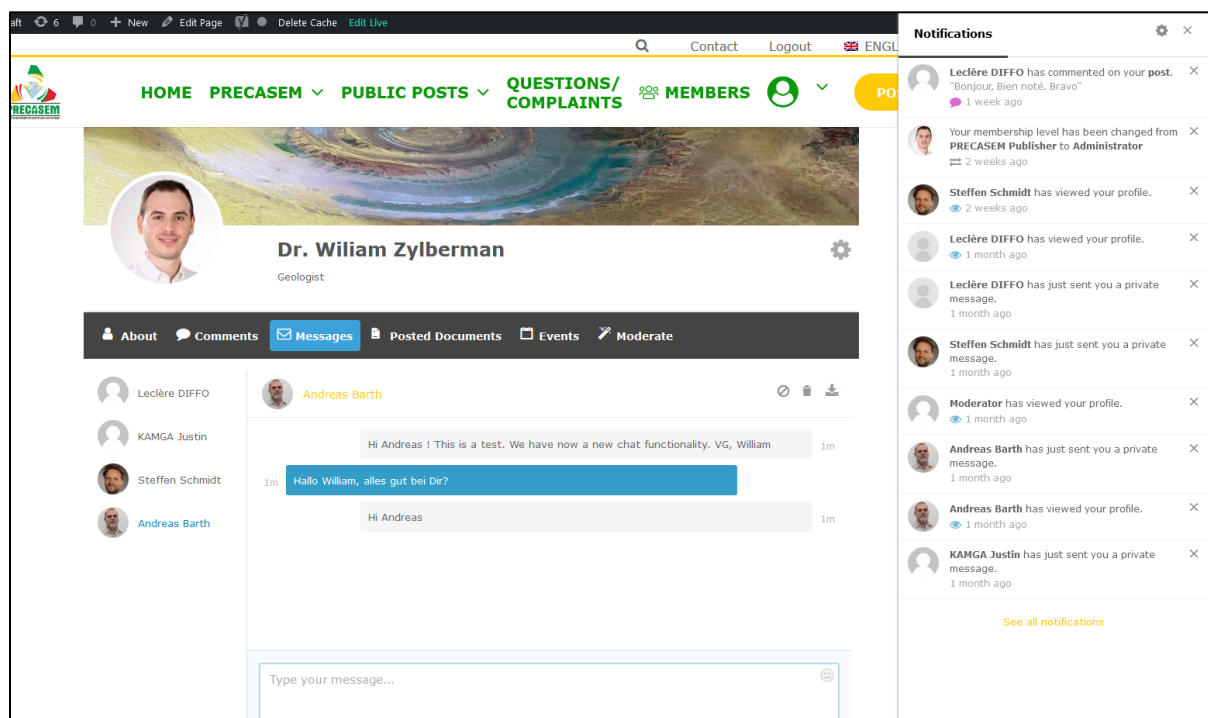 aft 6 0 + New Edit Page Delete Cache Edit Live
Contact Logout ENGL
PRECASEM
HOME PRECASEM PUBLIC POSTS QUESTIONS/
COMPLAINTS MEMBERS PO
Dr. Wiliam Zylberman
Geologist
About Comments Messages Posted Documents Events Moderate
Leclère DIFFO
KAMGA Justin
Steffen Schmidt
Andreas Barth
Andreas Barth
Hi Andreas ! This is a test. We have now a new chat functionality. VG, William 1m
1m Hallo William, alles gut bei Dir?
Hi Andreas 1m
Type your message...
Notifications
Leclère DIFFO has commented on your post.
"Bonjour, Bien noté. Bravo"
1 week ago
Your membership level has been changed from
PRECASEM Publisher to Administrator
2 weeks ago
Steffen Schmidt has viewed your profile.
2 weeks ago
Leclère DIFFO has viewed your profile.
1 month ago
Leclère DIFFO has just sent you a private
message.
1 month ago
Steffen Schmidt has just sent you a private
message.
1 month ago
Moderator has viewed your profile.
1 month ago
Andreas Barth has just sent you a private
message.
1 month ago
Andreas Barth has viewed your profile.
1 month ago
KAMGA Justin has just sent you a private
message.
1 month ago
See all notifications